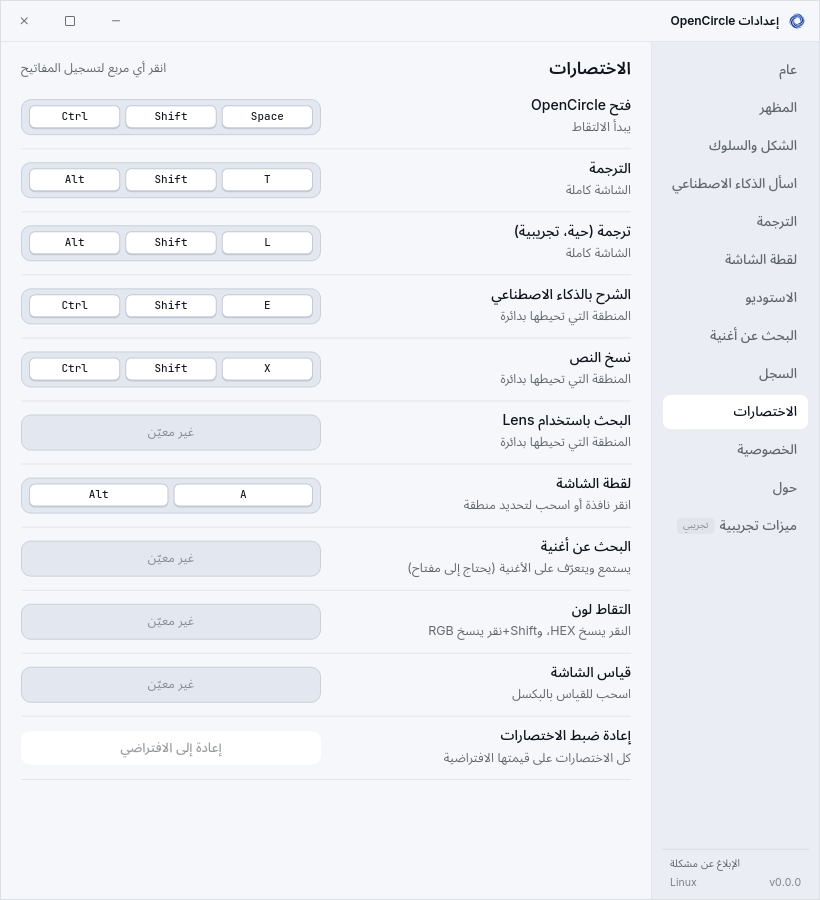 إعدادات OpenCircle
عام
المظهر
الشكل والسلوك
اسأل الذكاء الاصطناعي
الترجمة
لقطة الشاشة
الاستوديو
البحث عن أغنية
السجل
الاختصارات
الخصوصية
حول
ميزات تجريبية تجريبي
الإبلاغ عن مشكلة
v0.0.0 Linux
الاختصارات
انقر أي مربع لتسجيل المفاتيح
فتح OpenCircle
يبدأ الالتقاط
Ctrl Shift Space
الترجمة
الشاشة كاملة
Alt Shift T
ترجمة (حية، تجريبية)
الشاشة كاملة
Alt Shift L
الشرح بالذكاء الاصطناعي
المنطقة التي تحيطها بدائرة
Ctrl Shift E
نسخ النص
المنطقة التي تحيطها بدائرة
Ctrl Shift X
البحث باستخدام Lens
المنطقة التي تحيطها بدائرة
غير معيّن
لقطة الشاشة
انقر نافذة أو اسحب لتحديد منطقة
Alt A
البحث عن أغنية
يستمع ويتعرّف على الأغنية (يحتاج إلى مفتاح)
غير معيّن
التقاط لون
النقر ينسخ HEX، وShift+نقر ينسخ RGB
غير معيّن
قياس الشاشة
اسحب للقياس بالبكسل
غير معيّن
إعادة ضبط الاختصارات
كل الاختصارات على قيمتها الافتراضية
إعادة إلى الافتراضي